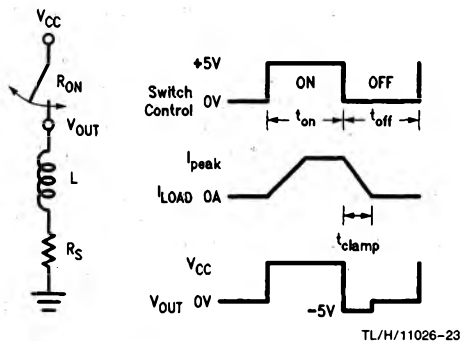 VCC
RON
VOUT
L
RS
+5V
Switch
Control
0V
ON
OFF
ton
toff
Ipeak
ILOAD 0A
tclamp
VCC
VOUT 0V
-5V
TL/H/11026-23